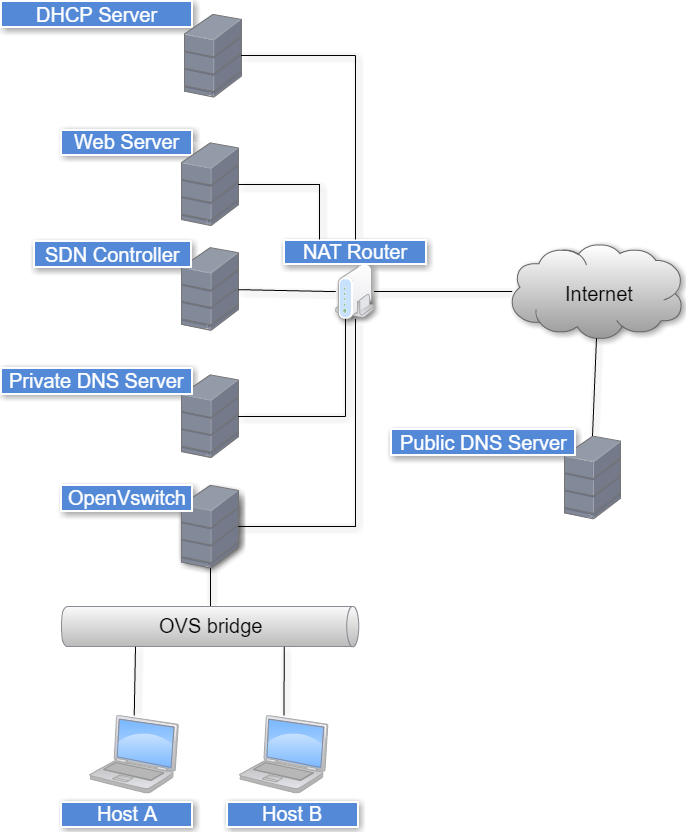 DHCP Server
Web Server
SDN Controller
NAT Router
Internet
Private DNS Server
Public DNS Server
OpenVswitch
OVS bridge
Host A
Host B